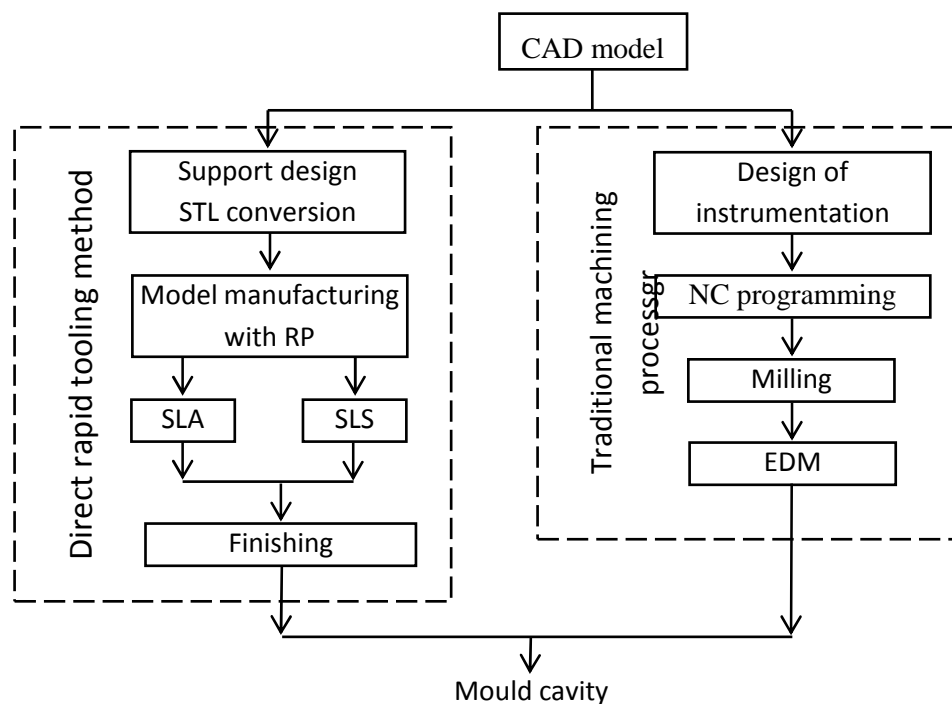 CAD model
Direct rapid tooling method
Support design
STL conversion
Model manufacturing
with RP
SLA
SLS
Finishing
Traditional machining
processgr
Design of
instrumentation
NC programming
Milling
EDM
Mould cavity